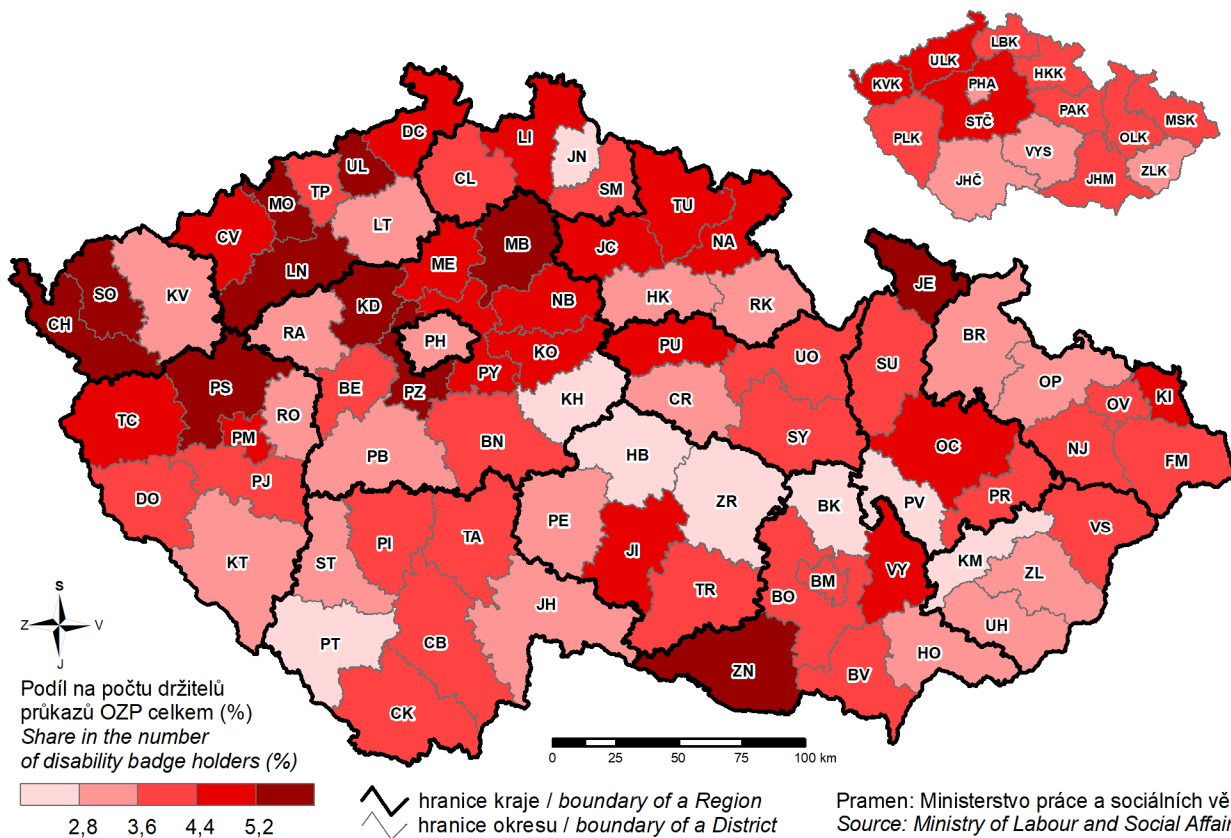 LBK
ULK
HKK
KVK
PHA
PAK
STČ
MSK
PLK
OLK
VYS
ZLK
JHČ
JHM
DC
LI
UL
JN
TP
CL
SM
MO
LT
TU
CV
MB
JC
NA
LN
ME
SO
KV
KD
NB
HK
RK
JE
CH
RA
PH
KO
PU
UO
SU
BR
PS
BE
PZ
PY
KH
CR
OP
KI
TC
RO
OV
PM
PB
BN
HB
SY
OC
NJ
FM
DO
PJ
ZR
BK
PV
PR
VS
PE
KT
ST
PI
TA
JI
VY
KM
ZL
TR
BO
BM
JH
UH
PT
CB
HO
ZN
BV
CK
S
Z V
J
Podíl na počtu držitelů
průkazů OZP celkem (%)
Share in the number
of disability badge holders (%)
2,8 3,6 4,4 5,2
0 25 50 75 100 km
hranice kraje / boundary of a Region
hranice okresu / boundary of a District
Pramen: Ministerstvo práce a sociálních vě
Source: Ministry of Labour and Social Affair